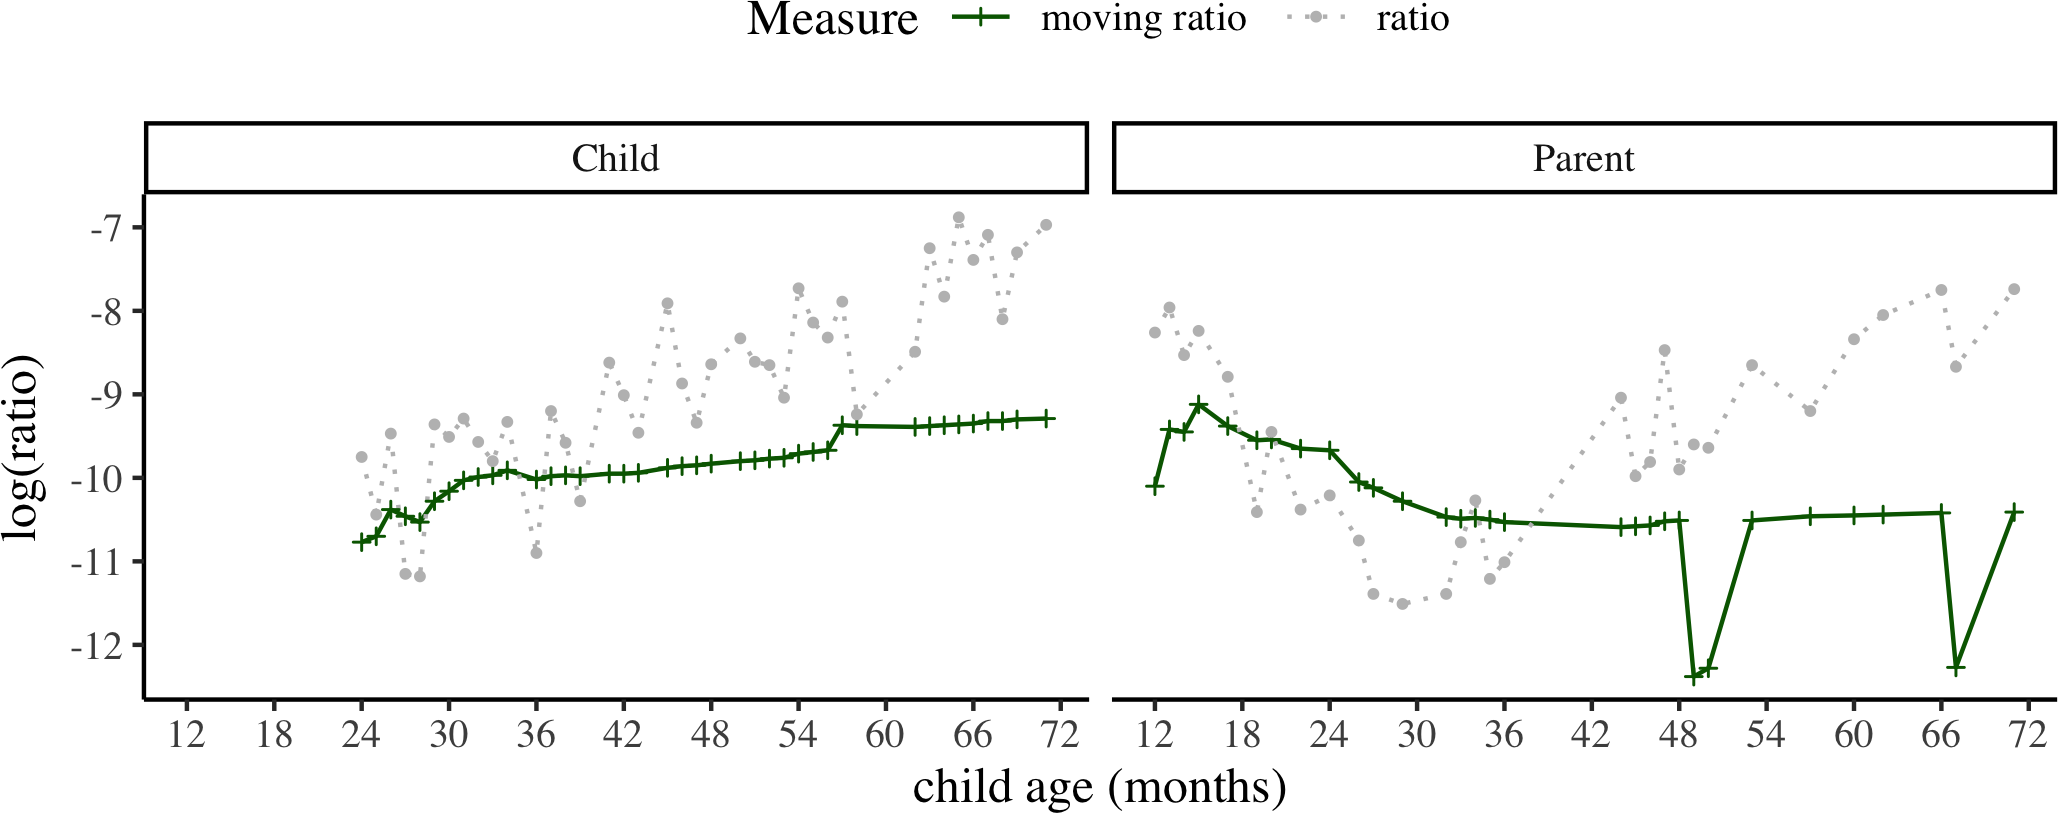 Measure moving ratio ratio
Child Parent
-7
-8
-9
-10
-11
-12
log(ratio)
12 18 24 30 36 42 48 54 60 66 72 12 18 24 30 36 42 48 54 60 66 72
child age (months)